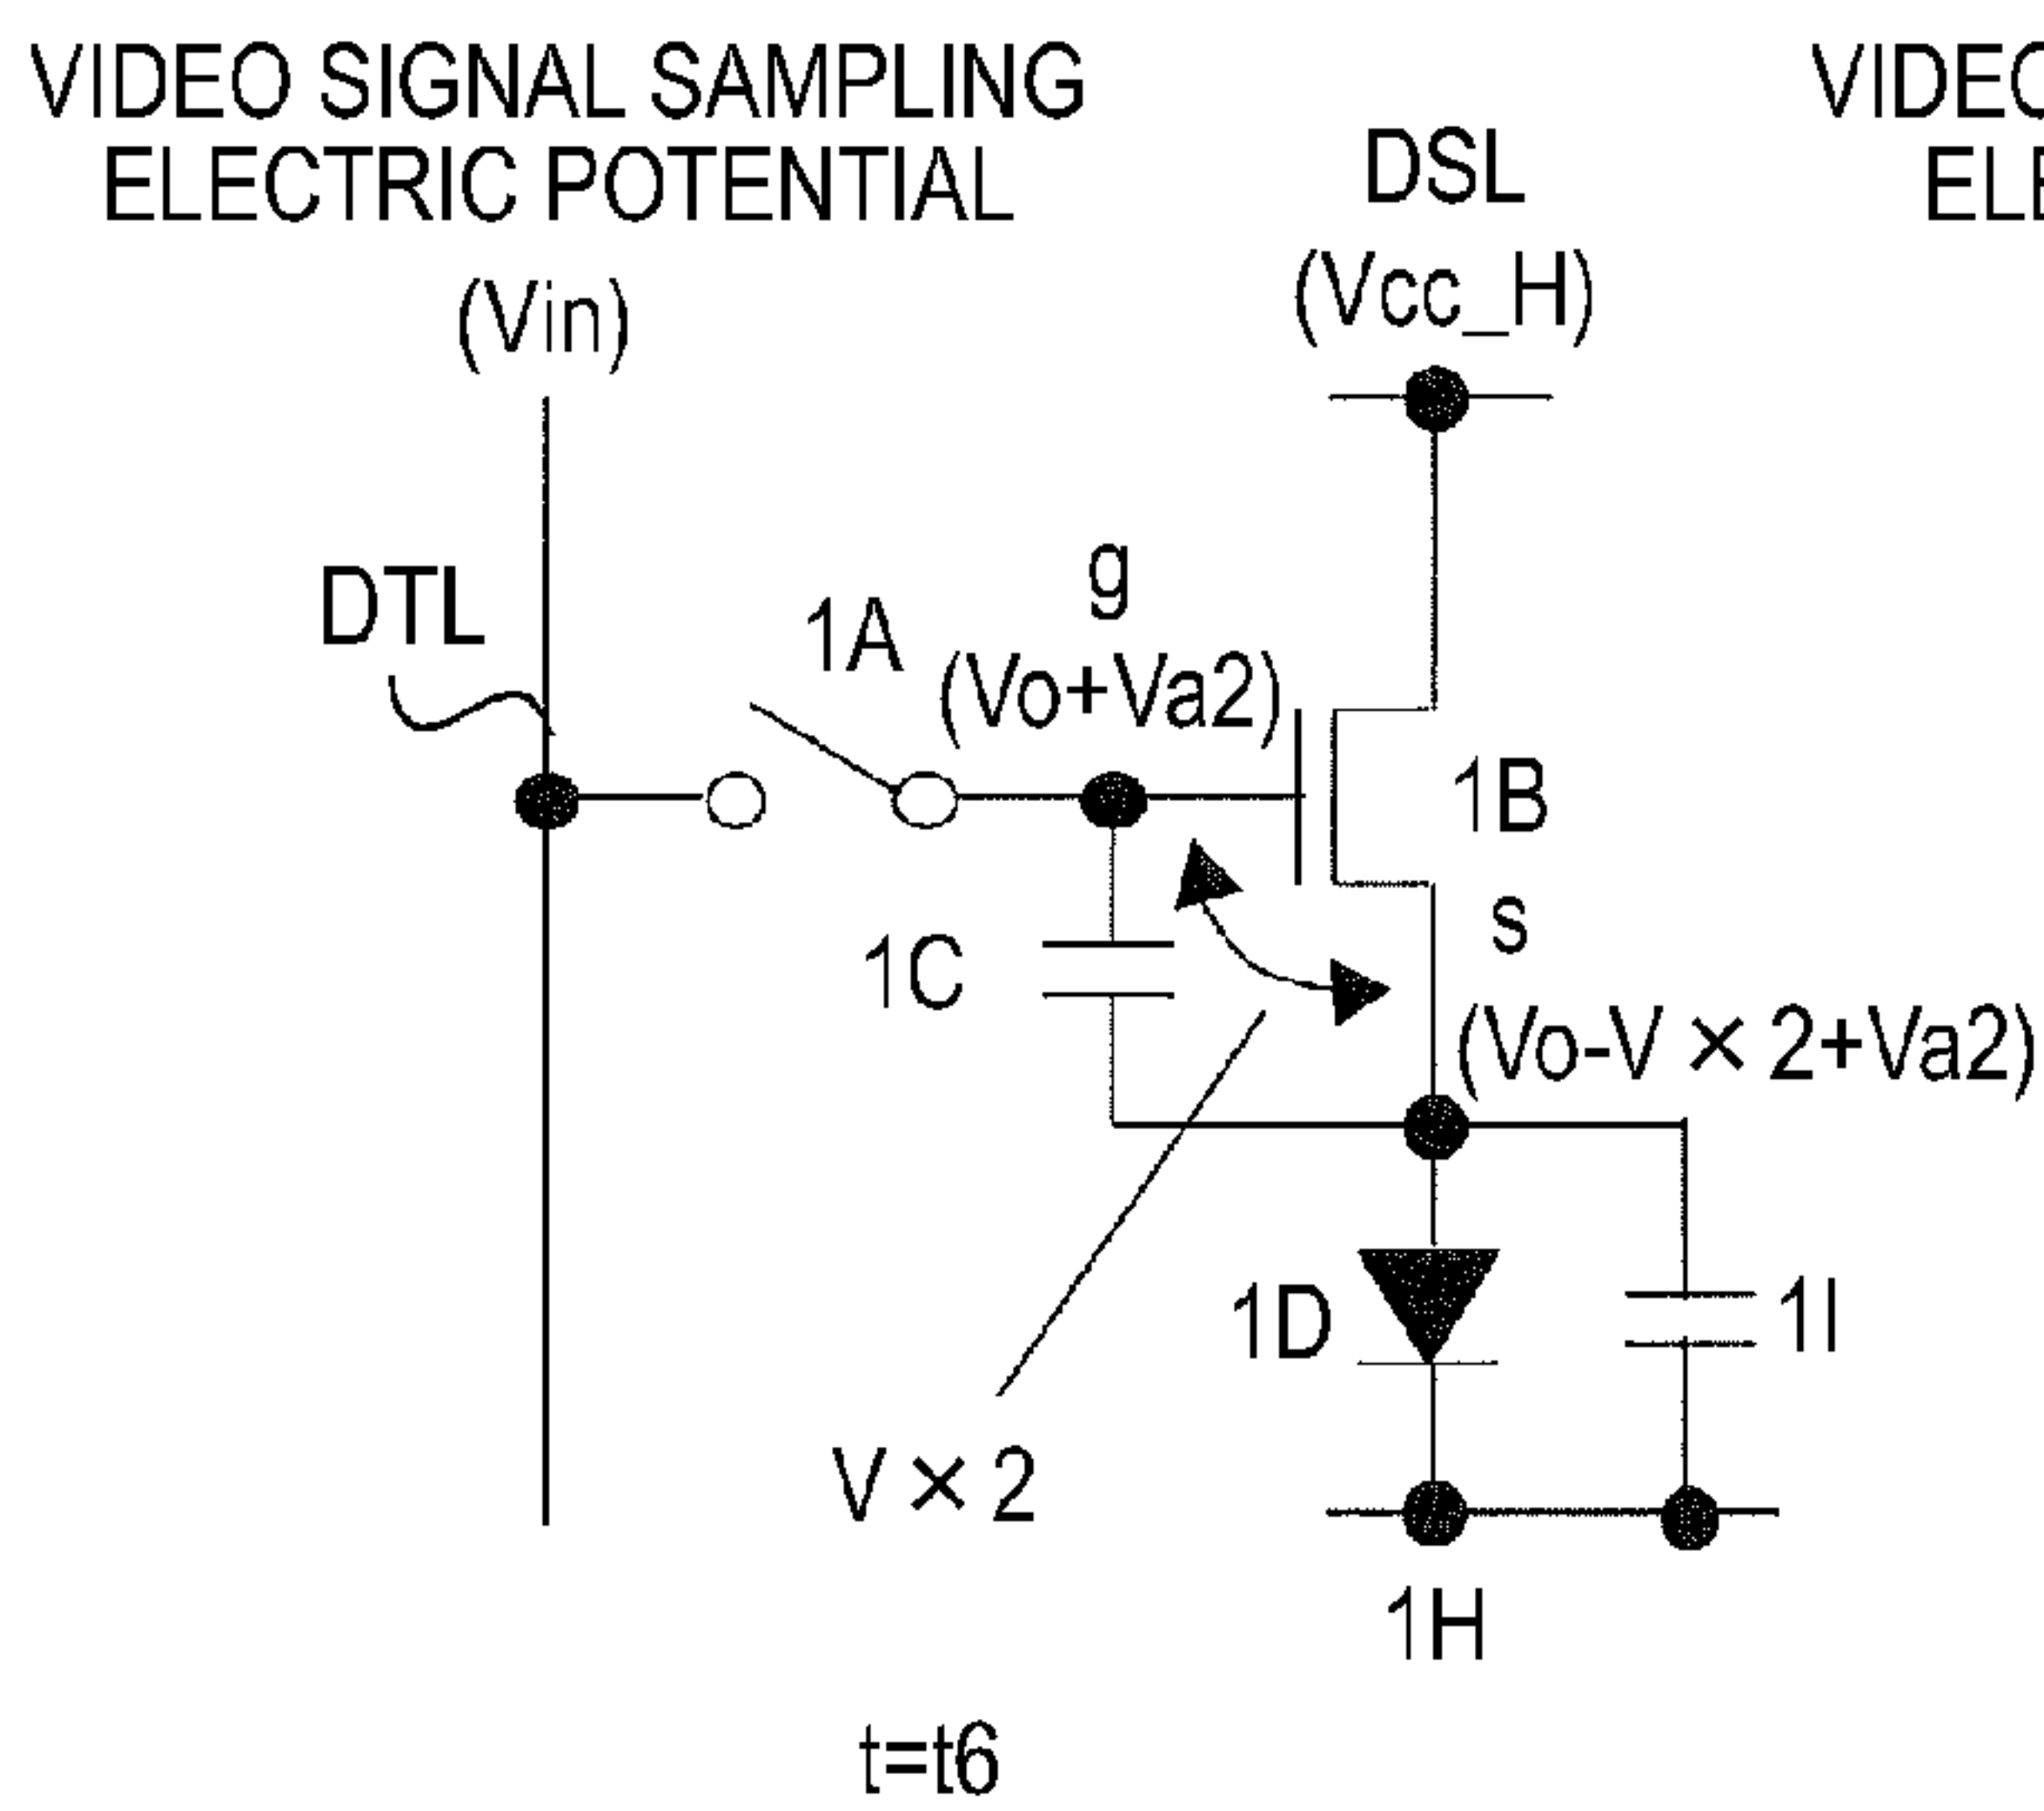 VIDEO SIGNAL SAMPLING
ELECTRIC POTENTIAL
(Vin)
DSL
(Vcc_H)
DTL
1A
g
(Vo+Va2)
1B
s
(Vo-V×2+Va2)
1C
1D
1I
V×2
1H
t=t6